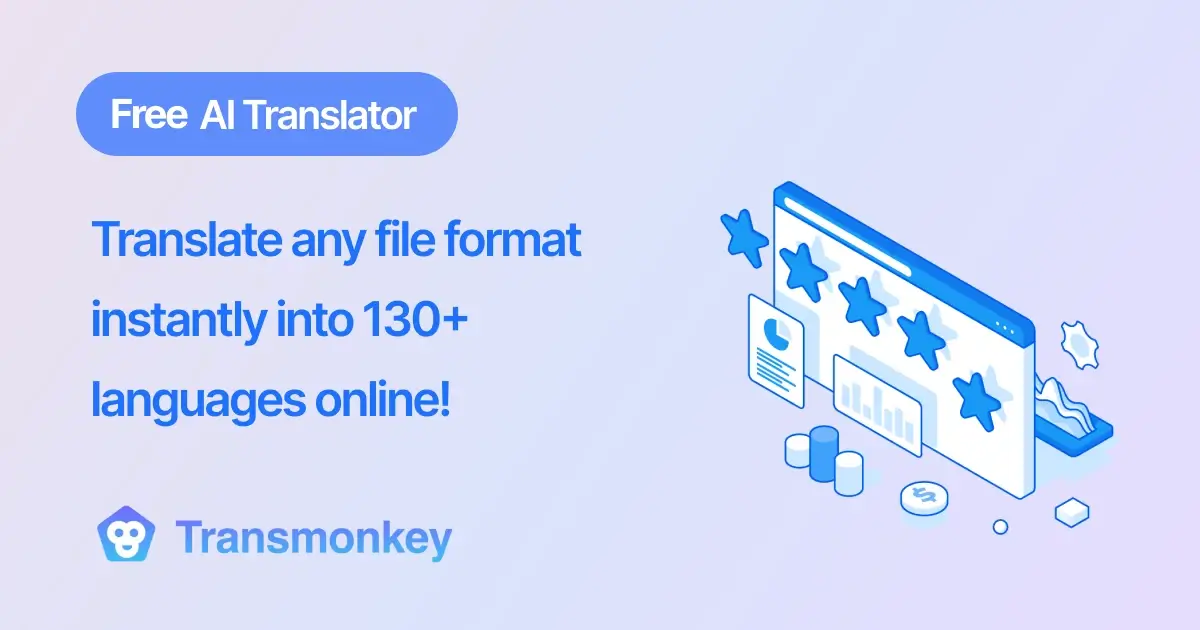 Free AI Translator
Translate any file format
instantly into 130+
languages online!
Transmonkey
$